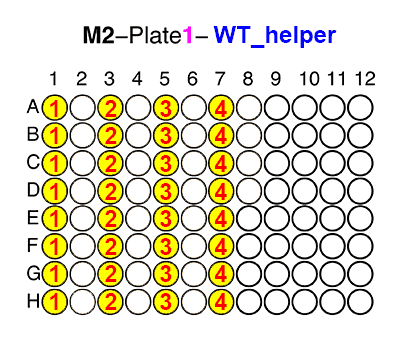 M2–Plate1– WT_helper
1 2 3 4 5 6 7 8 9 10 11 12
A 1 2 3 4
B 1 2 3 4
C 1 2 3 4
D 1 2 3 4
E 1 2 3 4
F 1 2 3 4
G 1 2 3 4
H 1 2 3 4